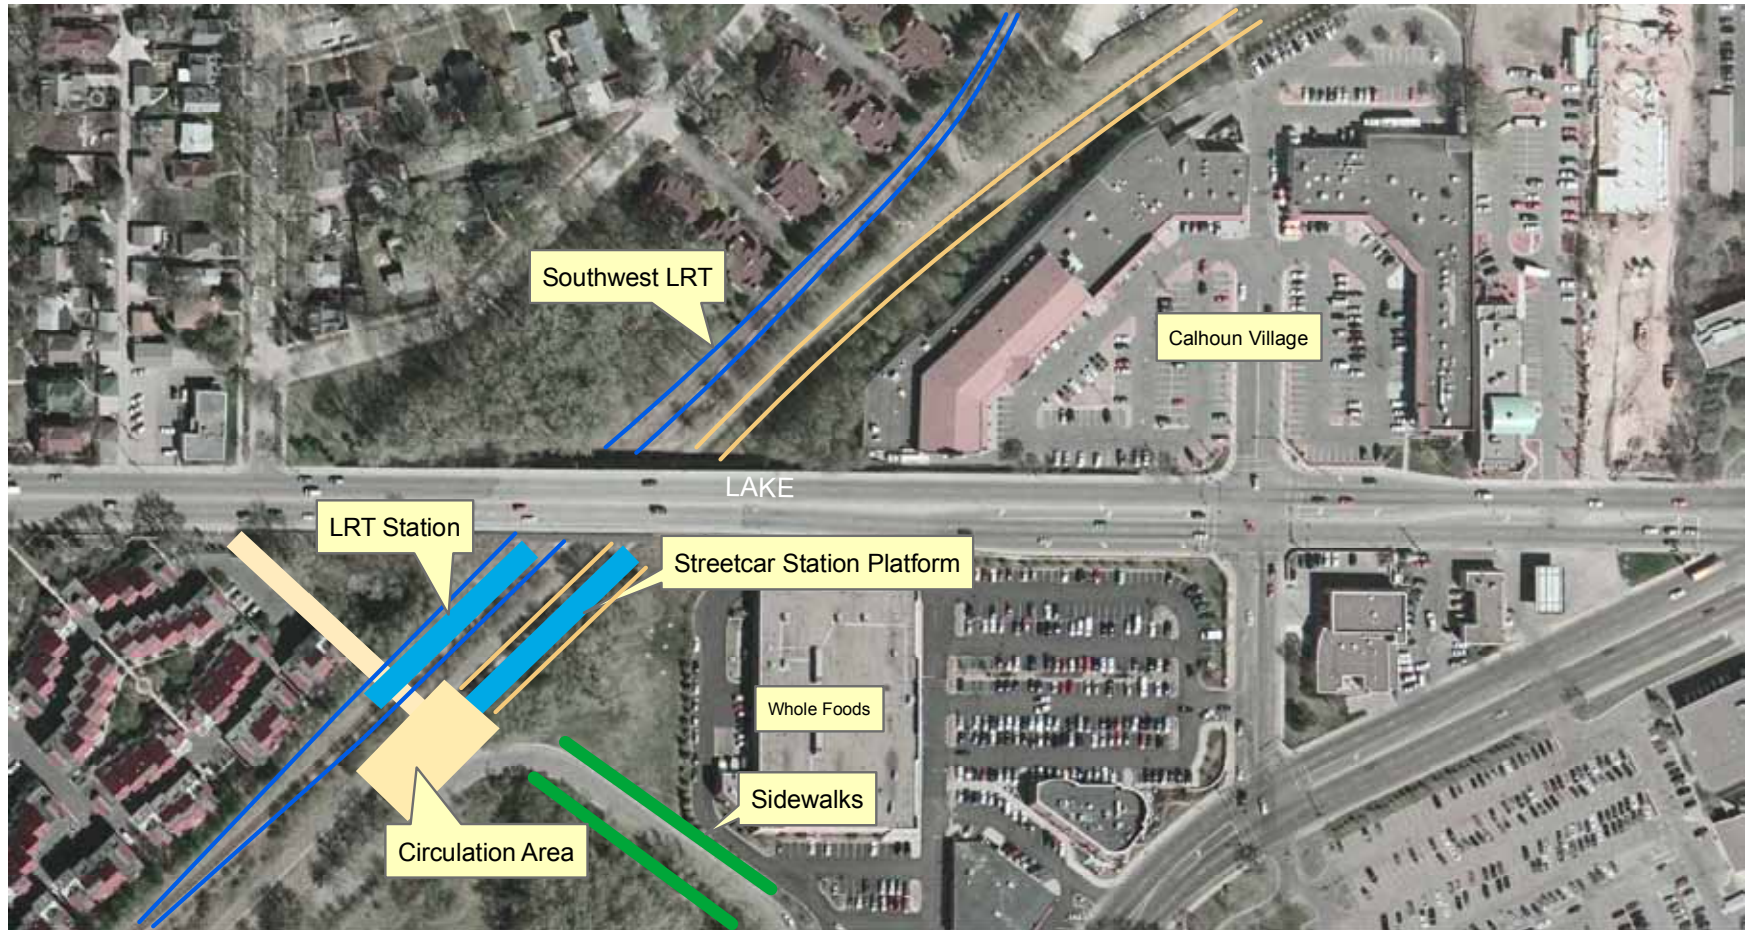 Southwest LRT
Calhoun Village
LAKE
LRT Station
Streetcar Station Platform
Whole Foods
Sidewalks
Circulation Area